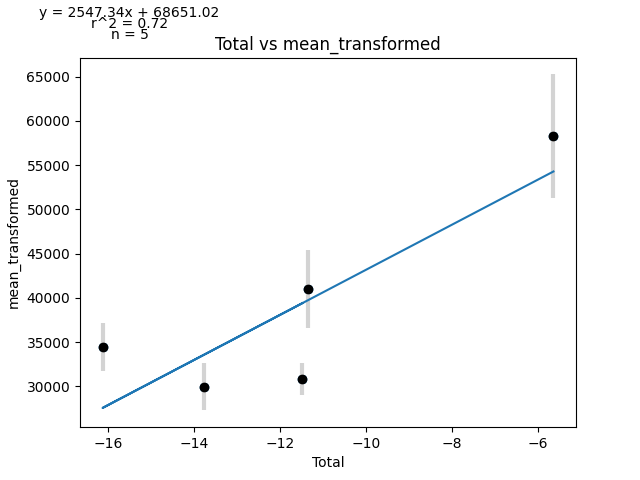 y = 2547.34x + 68651.02
r^2 = 0.72
n = 5
Total vs mean_transformed
65000
60000
55000
50000
45000
40000
35000
30000
mean_transformed
−16
−14
−12
−10
−8
−6
Total